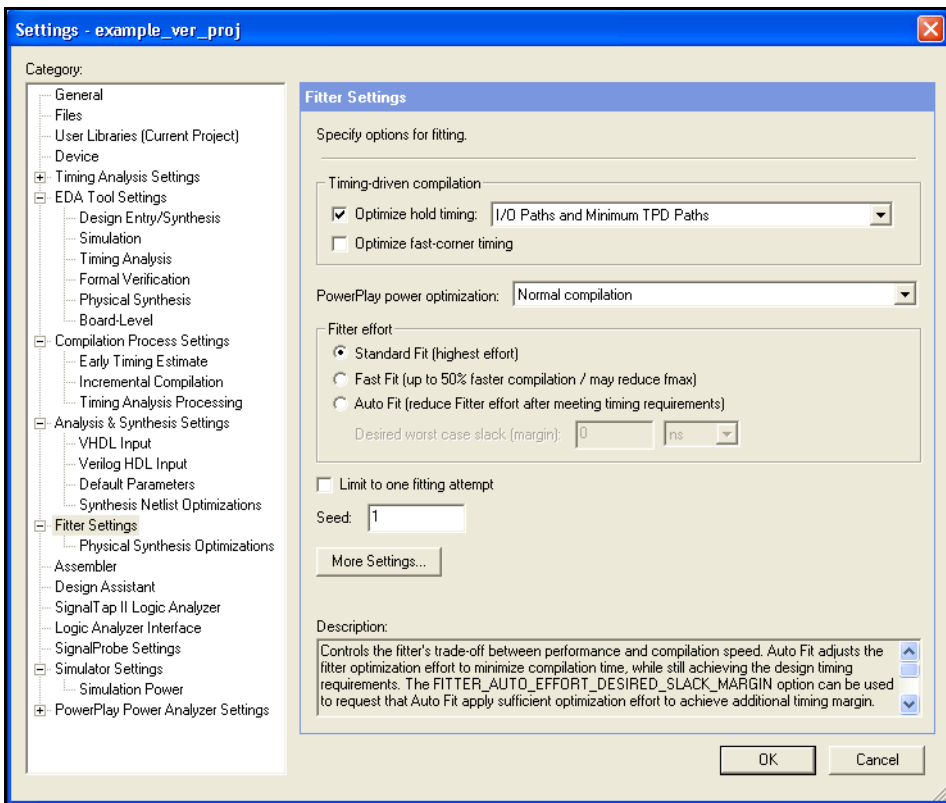 Settings - example_ver_proj
Category:
General
Files
User Libraries (Current Project)
Device
Timing Analysis Settings
EDA Tool Settings
Design Entry/Synthesis
Simulation
Timing Analysis
Formal Verification
Physical Synthesis
Board-Level
Compilation Process Settings
Early Timing Estimate
Incremental Compilation
Timing Analysis Processing
Analysis & Synthesis Settings
VHDL Input
Verilog HDL Input
Default Parameters
Synthesis Netlist Optimizations
Fitter Settings
Physical Synthesis Optimizations
Assembler
Design Assistant
SignalTap II Logic Analyzer
Logic Analyzer Interface
SignalProbe Settings
Simulator Settings
Simulation Power
PowerPlay Power Analyzer Settings
Fitter Settings
Specify options for fitting.
Timing-driven compilation
Optimize hold timing: I/O Paths and Minimum TPD Paths
Optimize fast-corner timing
PowerPlay power optimization: Normal compilation
Fitter effort
Standard Fit (highest effort)
Fast Fit (up to 50% faster compilation / may reduce fmax)
Auto Fit (reduce Fitter effort after meeting timing requirements)
Desired worst case slack (margin): 0 ns
Limit to one fitting attempt
Seed: 1
More Settings...
Description:
Controls the fitter's trade-off between performance and compilation speed. Auto Fit adjusts the
fitter optimization effort to minimize compilation time, while still achieving the design timing
requirements. The FITTER_AUTO_EFFORT_DESIRED_SLACK_MARGIN option can be used
to request that Auto Fit apply sufficient optimization effort to achieve additional timing margin.
OK Cancel